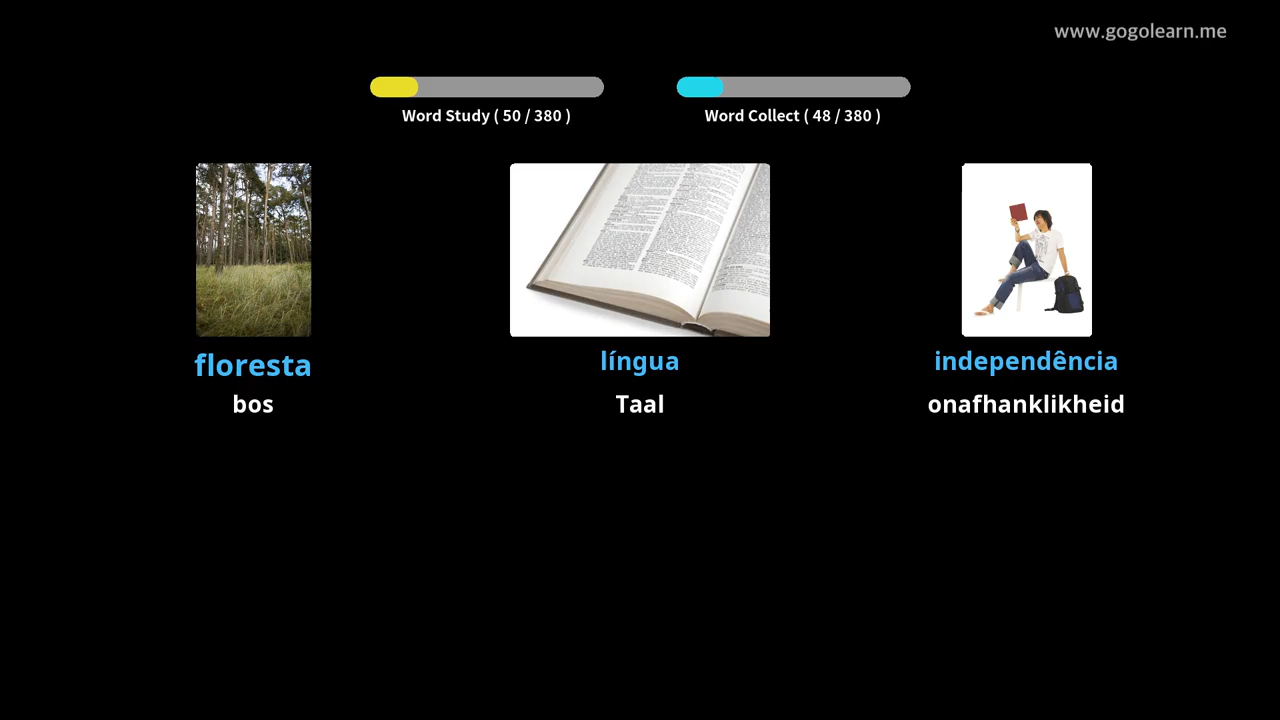 www.gogolearn.me
Word Study ( 50 / 380 )
Word Collect ( 48 / 380 )
floresta
língua
independência
bos
Taal
onafhanklikheid